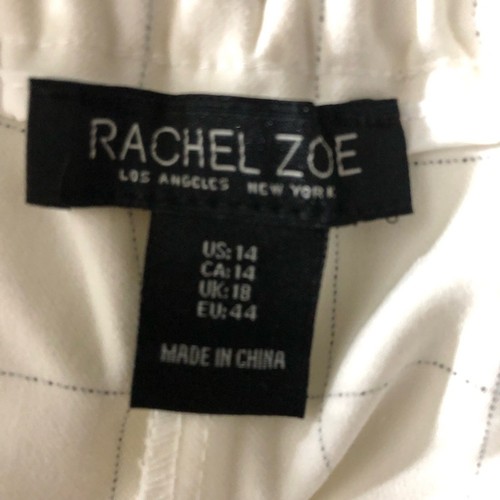 RACHEL ZOE
LOS ANGELES NEW YORK
US: 14
CA: 14
UK: 18
EU: 44
MADE IN CHINA